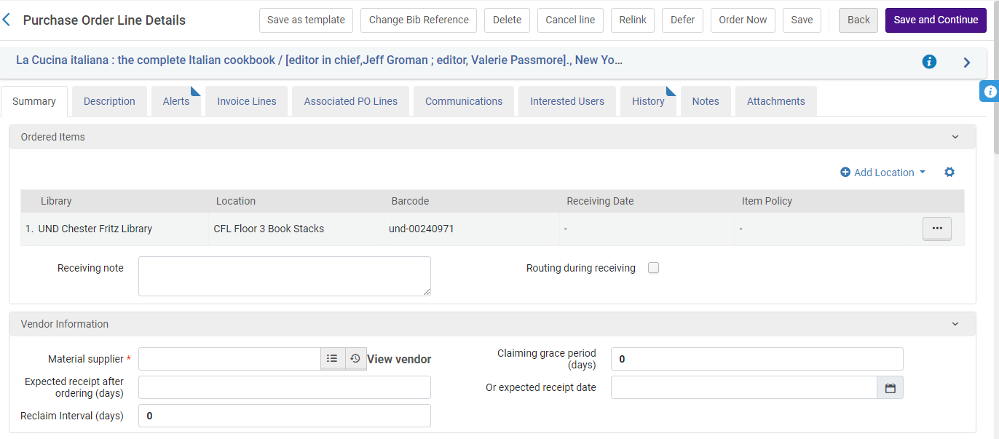 Purchase Order Line Details Save as template Change Bib Reference Delete Cancel line Relink Defer Order Now Save Back Save and Continue
La Cucina italiana : the complete Italian cookbook / [editor in chief,Jeff Groman ; editor, Valerie Passmore]., New Yo...
Summary Description Alerts Invoice Lines Associated PO Lines Communications Interested Users History Notes Attachments
Ordered Items
Add Location
Library Location Barcode Receiving Date Item Policy
1. UND Chester Fritz Library CFL Floor 3 Book Stacks und-00240971 - -
Receiving note Routing during receiving
Vendor Information
Material supplier * View vendor Claiming grace period (days) 0
Expected receipt after ordering (days) Or expected receipt date
Reclaim Interval (days) 0